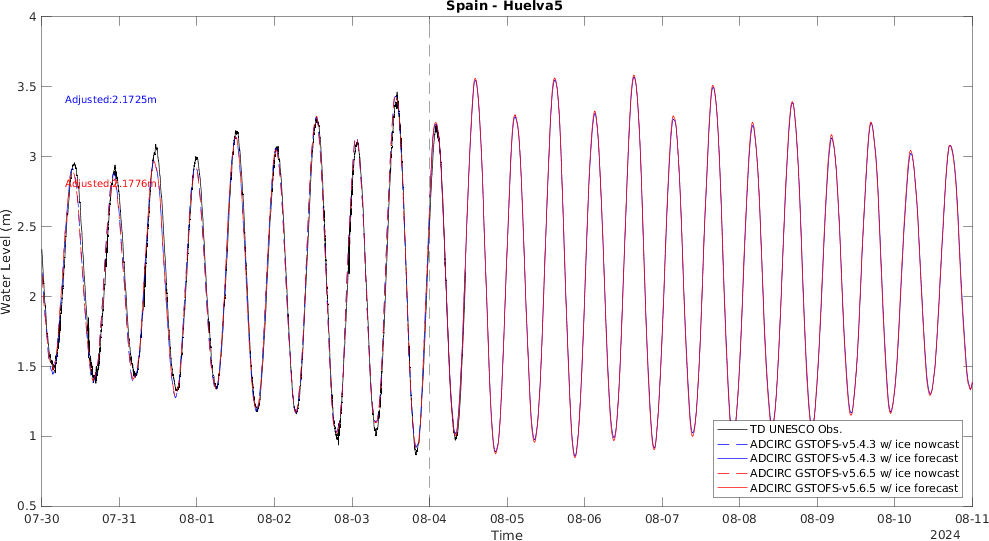 Spain - Huelva5
4
3.5
3
2.5
2
1.5
1
0.5
Water Level (m)
Adjusted:2.1725m
Adjusted:2.1776m
TD UNESCO Obs.
ADCIRC GSTOFS-v5.4.3 w/ ice nowcast
ADCIRC GSTOFS-v5.4.3 w/ ice forecast
ADCIRC GSTOFS-v5.6.5 w/ ice nowcast
ADCIRC GSTOFS-v5.6.5 w/ ice forecast
07-30 07-31 08-01 08-02 08-03 08-04 08-05 08-06 08-07 08-08 08-09 08-10 08-11
Time
2024